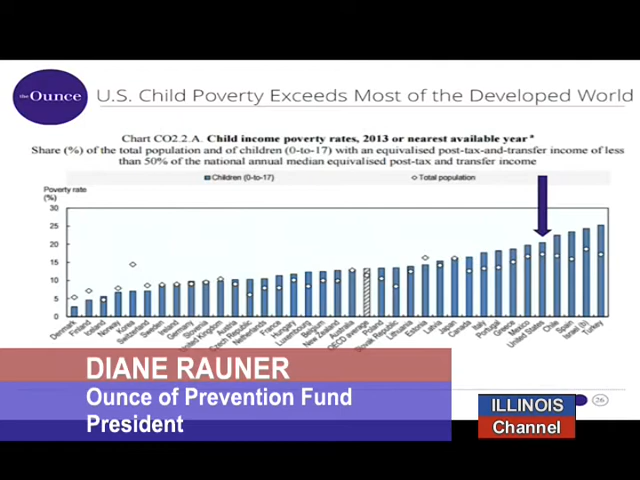 the Ounce
U.S. Child Poverty Exceeds Most of the Developed World
Chart CO2.2.A. Child income poverty rates, 2013 or nearest available year ª
Share (%) of the total population and of children (0-to-17) with an equivalised post-tax-and-transfer income of less
than 50% of the national annual median equivalised post-tax and transfer income
Children (0-to-17) Total population
Poverty rate
(%)
30
25
20
15
10
5
0
Denmark
Finland
Iceland
Norway
Korea
Switzerland
Sweden
Ireland
Germany
Slovenia
United Kingdom
Austria
Czech Republic
Netherlands
France
Hungary
Luxembourg
Belgium
New Zealand
Australia
OECD average
Poland
Slovak Republic
Lithuania
Estonia
Latvia
Japan
Canada
Italy
Portugal
Greece
Mexico
United States
Chile
Spain
Israel (b)
Turkey
DIANE RAUNER
Ounce of Prevention Fund
President
ILLINOIS
Channel
26